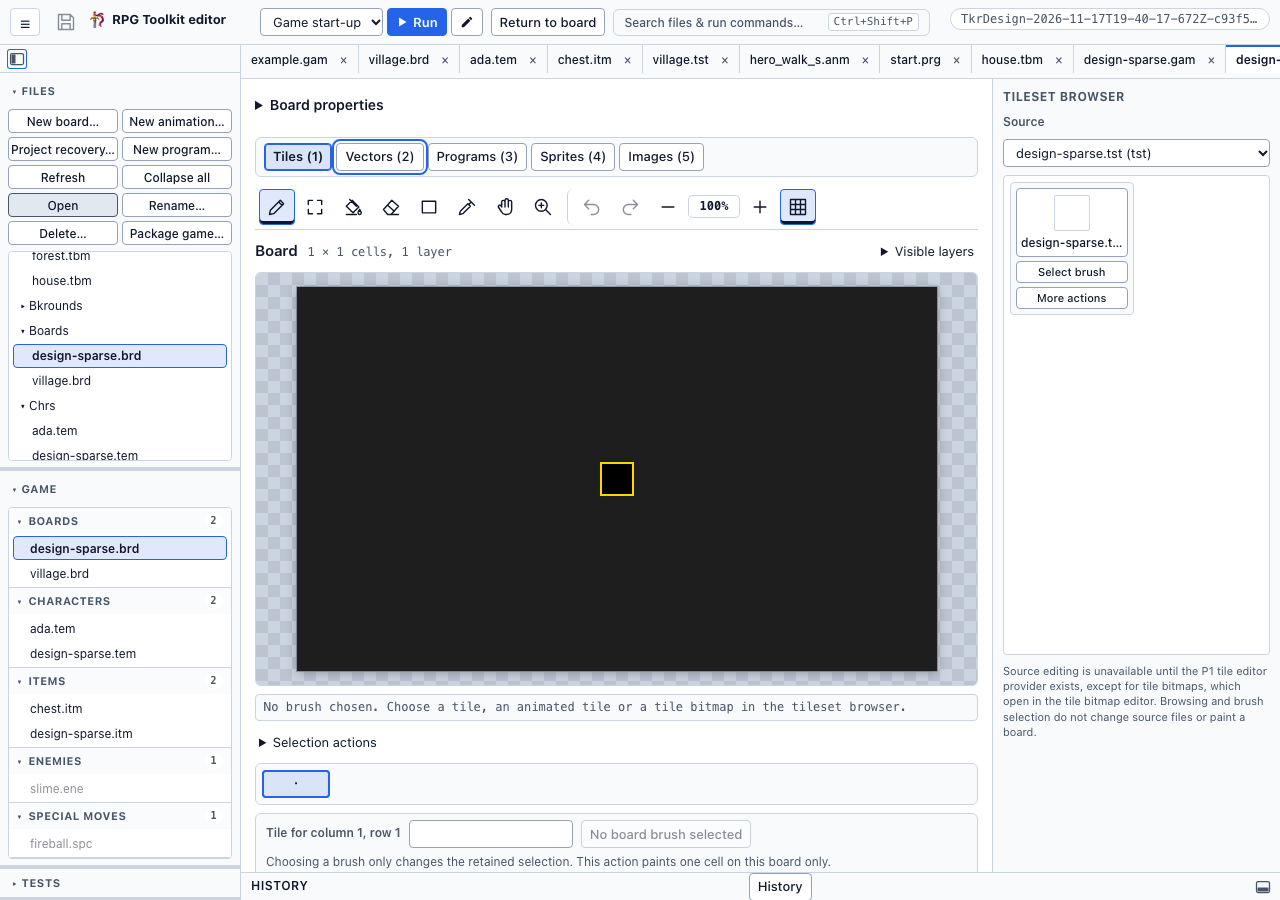 RPG Toolkit editor
Game start-up
Run
Return to board
Search files & run commands...
Ctrl+Shift+P
TkrDesign-2026-11-17T19-40-17-672Z-c93f5…
example.gam ×
village.brd ×
ada.tem ×
chest.itm ×
village.tst ×
hero_walk_s.anm ×
start.prg ×
house.tbm ×
design-sparse.gam ×
design-
FILES
New board...
New animation...
Project recovery...
New program...
Refresh
Collapse all
Open
Rename...
Delete...
Package game...
forest.tbm
house.tbm
Bkrounds
Boards
design-sparse.brd
village.brd
Chrs
ada.tem
design-sparse.tem
GAME
BOARDS 2
design-sparse.brd
village.brd
CHARACTERS 2
ada.tem
design-sparse.tem
ITEMS 2
chest.itm
design-sparse.itm
ENEMIES 1
slime.ene
SPECIAL MOVES 1
fireball.spc
TESTS
Board properties
Tiles (1)
Vectors (2)
Programs (3)
Sprites (4)
Images (5)
100%
Board 1 × 1 cells, 1 layer
Visible layers
No brush chosen. Choose a tile, an animated tile or a tile bitmap in the tileset browser.
Selection actions
.
Tile for column 1, row 1
No board brush selected
Choosing a brush only changes the retained selection. This action paints one cell on this board only.
HISTORY
History
TILESET BROWSER
Source
design-sparse.tst (tst)
design-sparse.t...
Select brush
More actions
Source editing is unavailable until the P1 tile editor
provider exists, except for tile bitmaps, which
open in the tile bitmap editor. Browsing and brush
selection do not change source files or paint a
board.